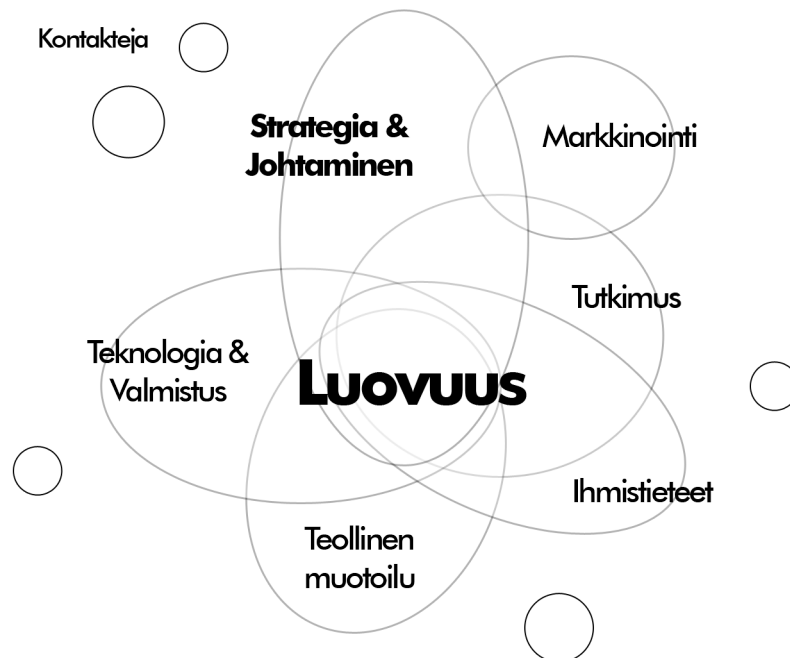 Kontakteja
Strategia &
Johtaminen
Markkinointi
Tutkimus
Teknologia &
Valmistus
Luovuus
Ihmistieteet
Teollinen
muotoilu